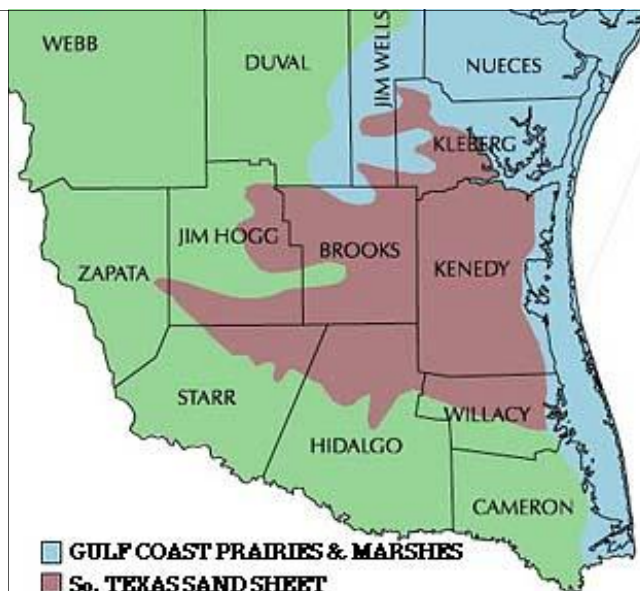 WEBB
DUVAL
JIM WELLS
NUECES
KLEBERG
ZAPATA
JIM HOGG
BROOKS
KENEDY
STARR
HIDALGO
WILLACY
CAMERON
GULF COAST PRAIRIES & MARSHES
So. TEXAS SAND SHEET